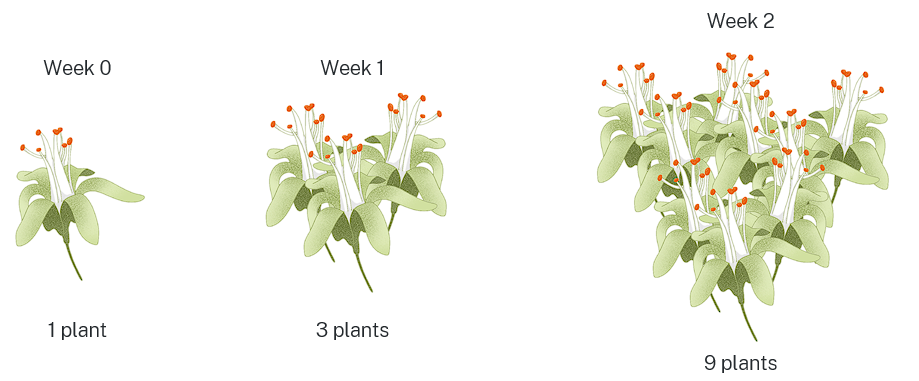 Week 0
Week 1
Week 2
1 plant
3 plants
9 plants